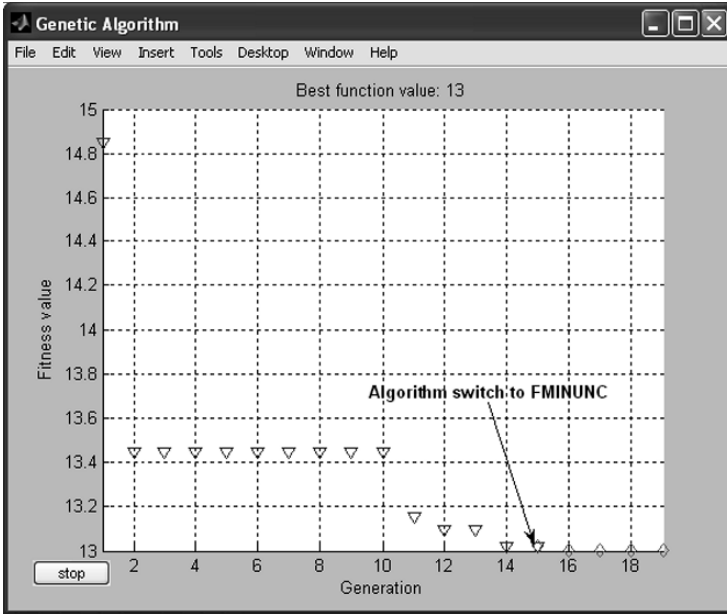 Genetic Algorithm
File Edit View Insert Tools Desktop Window Help
Best function value: 13
15
14.8
14.6
14.4
14.2
14
13.8
13.6
13.4
13.2
13
Fitness value
Algorithm switch to FMINUNC
2 4 6 8 10 12 14 16 18
Generation
stop